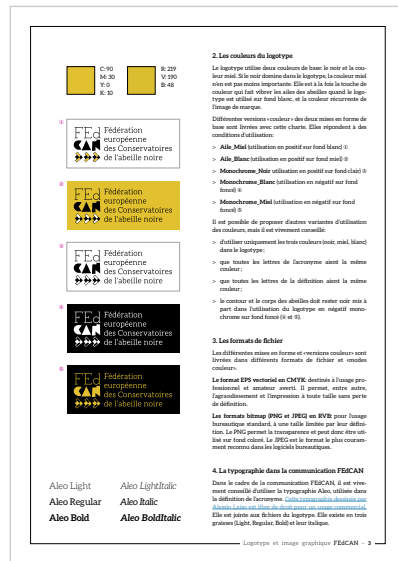 C: 90
M: 30
Y: 0
K: 10
R: 219
V: 190
B: 48
①
FEd
CAN
Fédération
européenne
des Conservatoires
de l'abeille noire
②
FEd
CAN
Fédération
européenne
des Conservatoires
de l'abeille noire
③
FEd
CAN
Fédération
européenne
des Conservatoires
de l'abeille noire
④
FEd
CAN
Fédération
européenne
des Conservatoires
de l'abeille noire
⑤
FEd
CAN
Fédération
européenne
des Conservatoires
de l'abeille noire
Aleo Light Aleo LightItalic
Aleo Regular Aleo Italic
Aleo Bold Aleo BoldItalic
2. Les couleurs du logotype
Le logotype utilise deux couleurs de base: le noir et la cou-
leur miel. Si le noir domine dans le logotype, la couleur miel
n'en est pas moins importante. Elle est à la fois la touche de
couleur qui fait vibrer les ailes des abeilles quand le logo-
type est utilisé sur fond blanc, et la couleur récurrente de
l'image de marque.
Différentes versions «couleur» des deux mises en forme de
base sont livrées avec cette charte. Elles répondent à des
conditions d'utilisation:
> Aile_Miel (utilisation en positif sur fond blanc) ①
> Aile_Blanc (utilisation en positif sur fond miel) ②
> Monochrome_Noir utilisation en positif sur fond clair) ③
> Monochrome_Blanc (utilisation en négatif sur fond
foncé) ④
> Monochrome_Miel (utilisation en négatif sur fond
foncé) ⑤
Il est possible de proposer d'autres variantes d'utilisation
des couleurs, mais il est vivement conseillé:
> d'utiliser uniquement les trois couleurs (noir, miel, blanc)
dans le logotype;
> que toutes les lettres de l'acronyme aient la même
couleur;
> que toutes les lettres de la définition aient la même
couleur;
> le contour et le corps des abeilles doit rester noir mis à
part dans l'utilisation du logotype en négatif mono-
chrome sur fond foncé (④ et ⑤).
3. Les formats de fichier
Les différentes mises en forme et «versions couleur» sont
livrées dans différents formats de fichier et «modes
couleur».
Le format EPS vectoriel en CMYK: destinés à l'usage pro-
fessionnel et amateur averti. Il permet, entre autre,
l'agrandissement et l'impression à toute taille sans perte
de définition.
Les formats bitmap (PNG et JPEG) en RVB: pour l'usage
bureautique standard, à une taille limitée par leur défini-
tion. Le PNG permet la transparence et peut donc être uti-
lisé sur fond coloré. Le JPEG est le format le plus couram-
ment reconnu dans les logiciels bureautiques.
4. La typographie dans la communication FEdCAN
Dans le cadre de la communication FEdCAN, il est vive-
ment conseillé d'utiliser la typographie Aleo, utilisée dans
la définition de l'acronyme. Cette typographie dessinée par
Alessio Laiso est libre de droit pour un usage commercial.
Elle est jointe aux fichiers du logotype. Elle existe en trois
graisses (Light, Regular, Bold) et leur italique.
Logotype et image graphique FEdCAN – 3